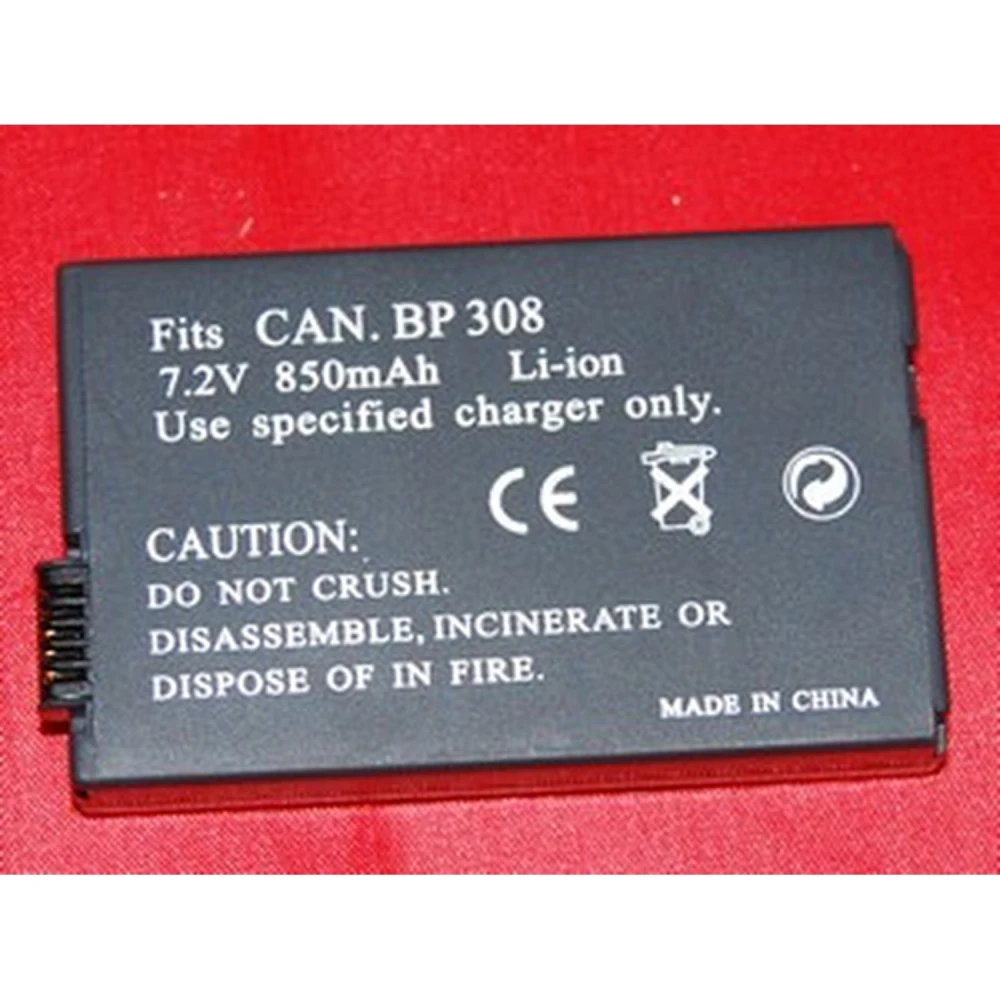 Fits CAN. BP 308
7.2V 850mAh Li-ion
Use specified charger only.
CE
CAUTION:
DO NOT CRUSH.
DISASSEMBLE, INCINERATE OR
DISPOSE OF IN FIRE.
MADE IN CHINA